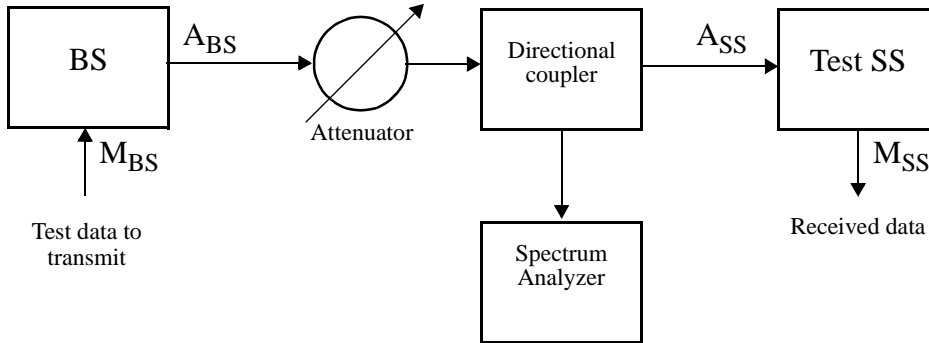 BS
A_BS
Attenuator
Directional
coupler
A_SS
Test SS
M_BS
Test data to
transmit
Spectrum
Analyzer
M_SS
Received data